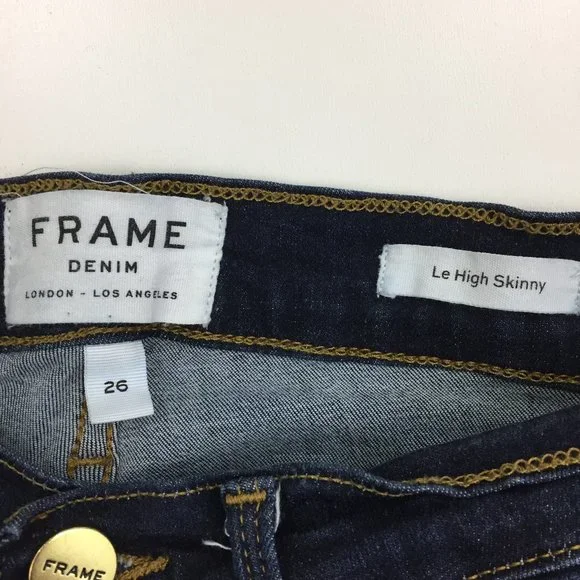 FRAME
DENIM
LONDON - LOS ANGELES
Le High Skinny
26
FRAME